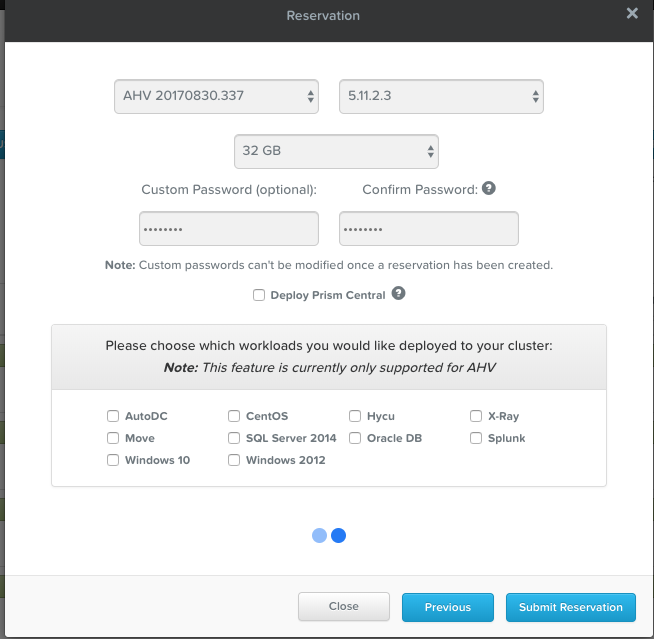 Reservation
AHV 20170830.337 5.11.2.3
32 GB
Custom Password (optional): Confirm Password: ?
•••••••• ••••••••
Note: Custom passwords can't be modified once a reservation has been created.
Deploy Prism Central ?
Please choose which workloads you would like deployed to your cluster:
Note: This feature is currently only supported for AHV
AutoDC CentOS Hycu X-Ray
Move SQL Server 2014 Oracle DB Splunk
Windows 10 Windows 2012
Close Previous Submit Reservation